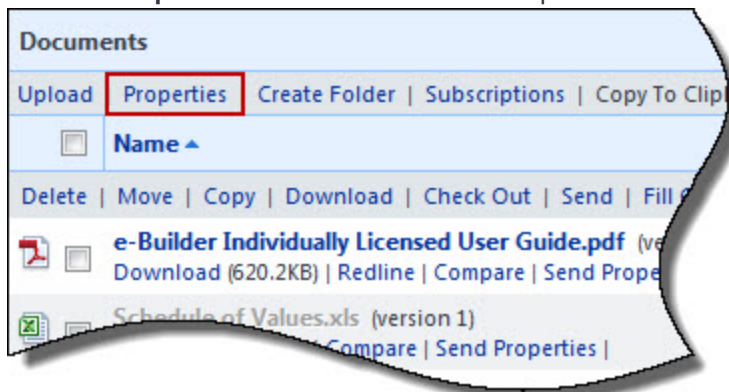 Documents
Upload Properties Create Folder | Subscriptions | Copy To
Name
Delete | Move | Copy | Download | Check Out | Send | Fill
e-Builder Individually Licensed User Guide.pdf
Download (620.2KB) | Redline | Compare | Send
Schedule of Values.xls (version 1)
Compare | Send Properties |